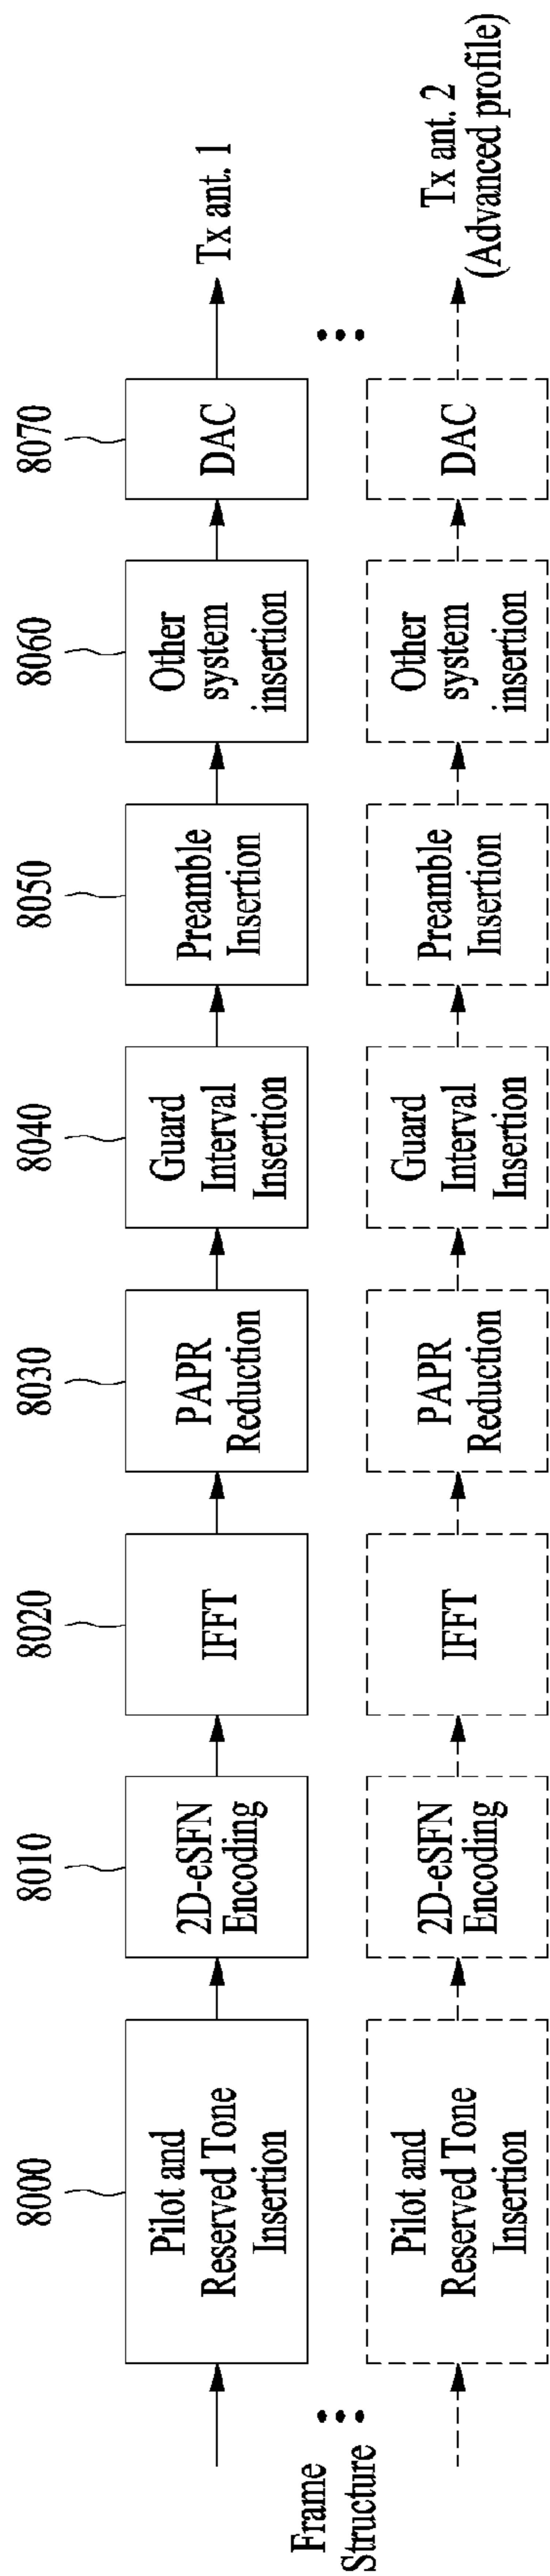 8000
8010
8020
8030
8040
8050
8060
8070
Frame
Structure
Pilot and
Reserved Tone
Insertion
2D-eSFN
Encoding
IFFT
PAPR
Reduction
Guard
Interval
Insertion
Preamble
Insertion
Other
system
insertion
DAC
Tx ant. 1
Pilot and
Reserved Tone
Insertion
2D-eSFN
Encoding
IFFT
PAPR
Reduction
Guard
Interval
Insertion
Preamble
Insertion
Other
system
insertion
DAC
Tx ant. 2
(Advanced profile)